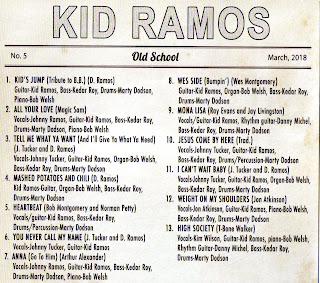 KID RAMOS
No. 5
Old School
March, 2018
1. KID'S JUMP (Tribute to B.B.) (D. Ramos)
Guitar-Kid Ramos, Bass-Kedar Roy, Drums-Marty Dodson,
Piano-Bob Welsh
2. ALL YOUR LOVE (Magic Sam)
Vocals-Johnny Ramos, Guitar-Kid Ramos, Bass-Kedar Roy,
Drums-Marty Dodson, Piano-Bob Welsh
3. TELL ME WHAT YA WANT (And I'll Give Ya What Ya Need)
(J. Tucker and D. Ramos)
Vocals-Johnny Tucker, Guitar-Kid Ramos, Organ-Bob Welsh,
Bass-Kedar Roy, Drums-Marty Dodson
4. MASHED POTATOES AND CHILI (D. Ramos)
Kid Ramos-Guitar, Organ-Bob Welsh, Bass-Kedar Roy,
Drums-Marty Dodson
5. HEARTBEAT (Bob Montgomery and Norman Petty)
Vocals/guitar-Kid Ramos, Bass-Kedar Roy,
Drums/Percussion-Marty Dodson
6. YOU NEVER CALL MY NAME (J. Tucker and D. Ramos)
Vocals-Johnny Tucker, Guitar-Kid Ramos
7. ANNA (Go To Him) (Arthur Alexander)
Vocals-Johnny Ramos, Guitar-Kid Ramos, Bass-Kedar Roy,
Drums-Marty Dodson, Piano-Bob Welsh
8. WES SIDE (Bumpin') (Wes Montgomery)
Guitar-Kid Ramos, Organ-Bob Welsh, Bass-Kedar Roy,
Drums-Marty Dodson
9. MONA LISA (Ray Evans and Jay Livingston)
Vocals/Guitar-Kid Ramos, Rhythm guitar-Danny Michel,
Bass-Kedar Roy, Drums-Marty Dodson
10. JESUS COME BY HERE (Trad.)
Vocals-Johnny Tucker, Guitar-Kid Ramos,
Bass-Kedar Roy, Drums/Percussion-Marty Dodson
11. I CAN'T WAIT BABY (J. Tucker and D. Ramos)
Vocals-Johnny Tucker, Guitar-Kid Ramos, Organ-Bob Welsh,
Bass-Kedar Roy, Drums-Marty Dodson
12. WEIGHT ON MY SHOULDERS (Jon Atkinson)
Vocals-Jon Atkinson, Guitar-Kid Ramos, Piano-Bob Welsh,
Bass-Kedar Roy, Drums-Marty Dodson
13. HIGH SOCIETY (T-Bone Walker)
Vocals-Kim Wilson, Guitar-Kid Ramos, piano-Bob Welsh,
Rhythm Guitar-Danny Michel, Bass-Kedar Roy,
Drums-Marty Dodson